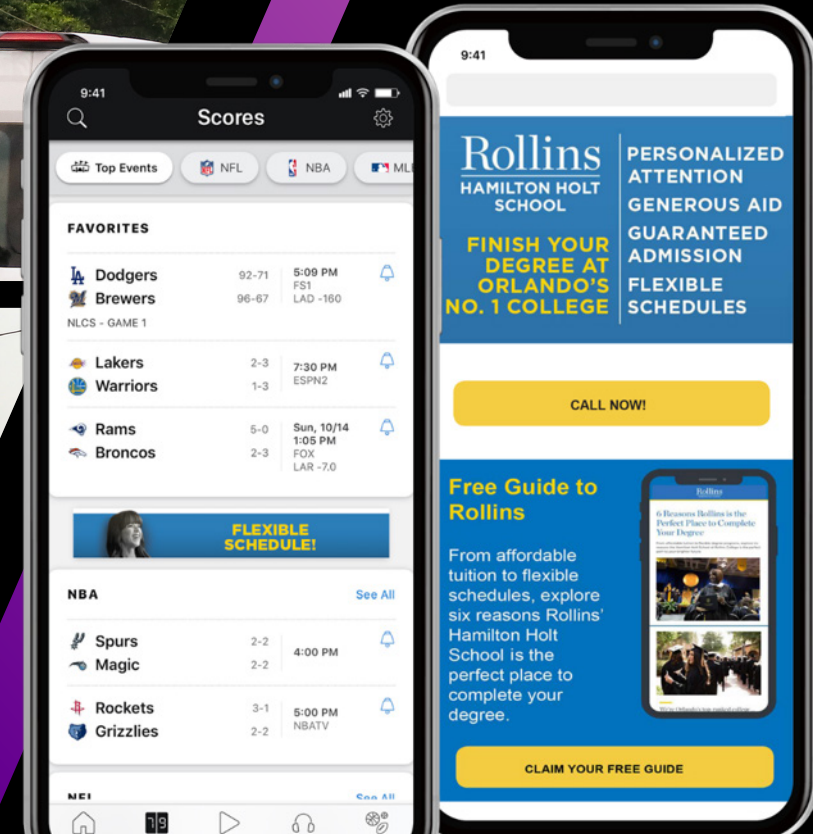 9:41
Scores
Top Events
NFL
NBA
ML
FAVORITES
Dodgers 92-71 5:09 PM
FS1
Brewers 96-67 LAD -160
NLCS - GAME 1
Lakers 2-3 7:30 PM
Warriors 1-3 ESPN2
Rams 5-0 Sun, 10/14
1:05 PM
Broncos 2-3 FOX
LAR -7.0
FLEXIBLE
SCHEDULE!
NBA See All
Spurs 2-2 4:00 PM
Magic 2-2
Rockets 3-1 5:00 PM
Grizzlies 2-2 NBATV
NFL See All
79
9:41
Rollins
HAMILTON HOLT
SCHOOL
FINISH YOUR
DEGREE AT
ORLANDO'S
NO. 1 COLLEGE
PERSONALIZED
ATTENTION
GENEROUS AID
GUARANTEED
ADMISSION
FLEXIBLE
SCHEDULES
CALL NOW!
Free Guide to
Rollins
From affordable
tuition to flexible
schedules, explore
six reasons Rollins'
Hamilton Holt
School is the
perfect place to
complete your
degree.
Rollins
6 Reasons Rollins is the
Perfect Place to Complete
Your Degree
CLAIM YOUR FREE GUIDE